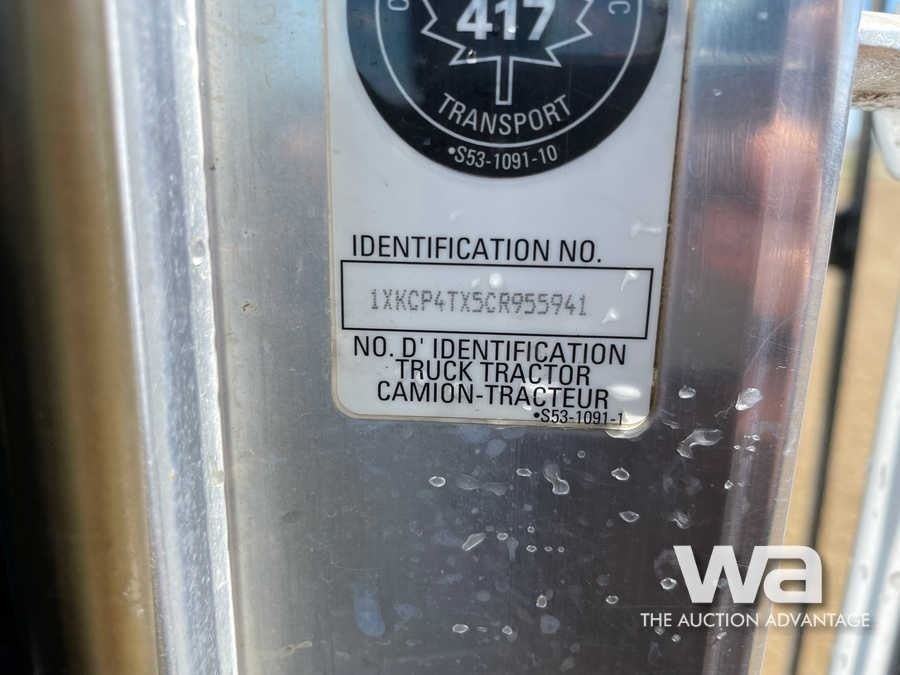 417
TRANSPORT
•S53-1091-10
IDENTIFICATION NO.
1XKCP4TX5CR955941
NO. D' IDENTIFICATION
TRUCK TRACTOR
CAMION-TRACTEUR
•S53-1091-1
wa
THE AUCTION ADVANTAGE